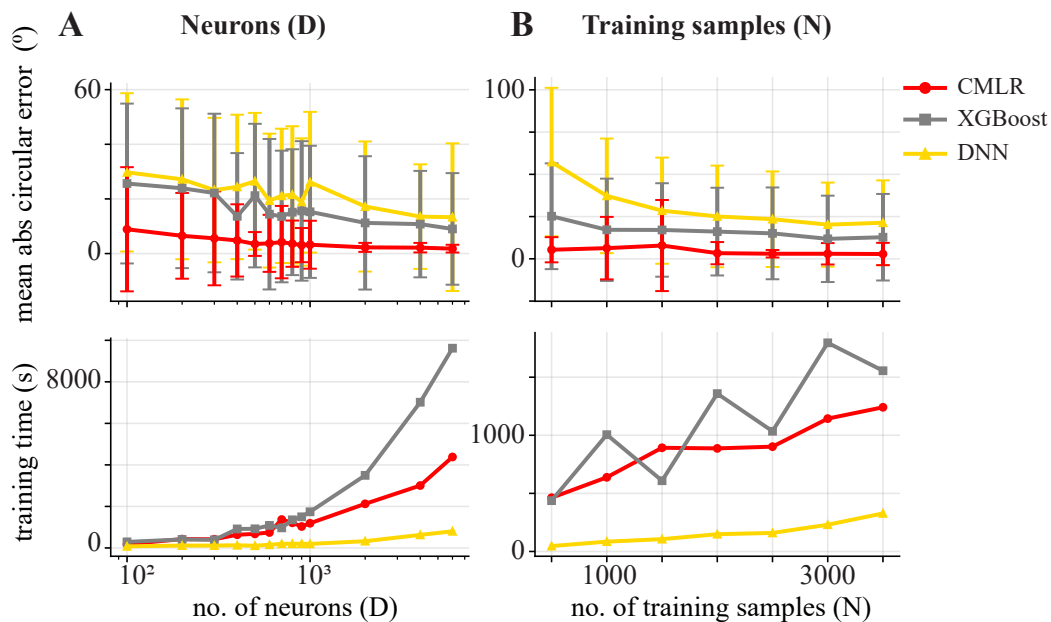 A
Neurons (D)
B
Training samples (N)
mean abs circular error (º)
60
0
100
0
CMLR
XGBoost
DNN
training time (s)
8000
0
1000
0
10²
10³
1000
3000
no. of neurons (D)
no. of training samples (N)